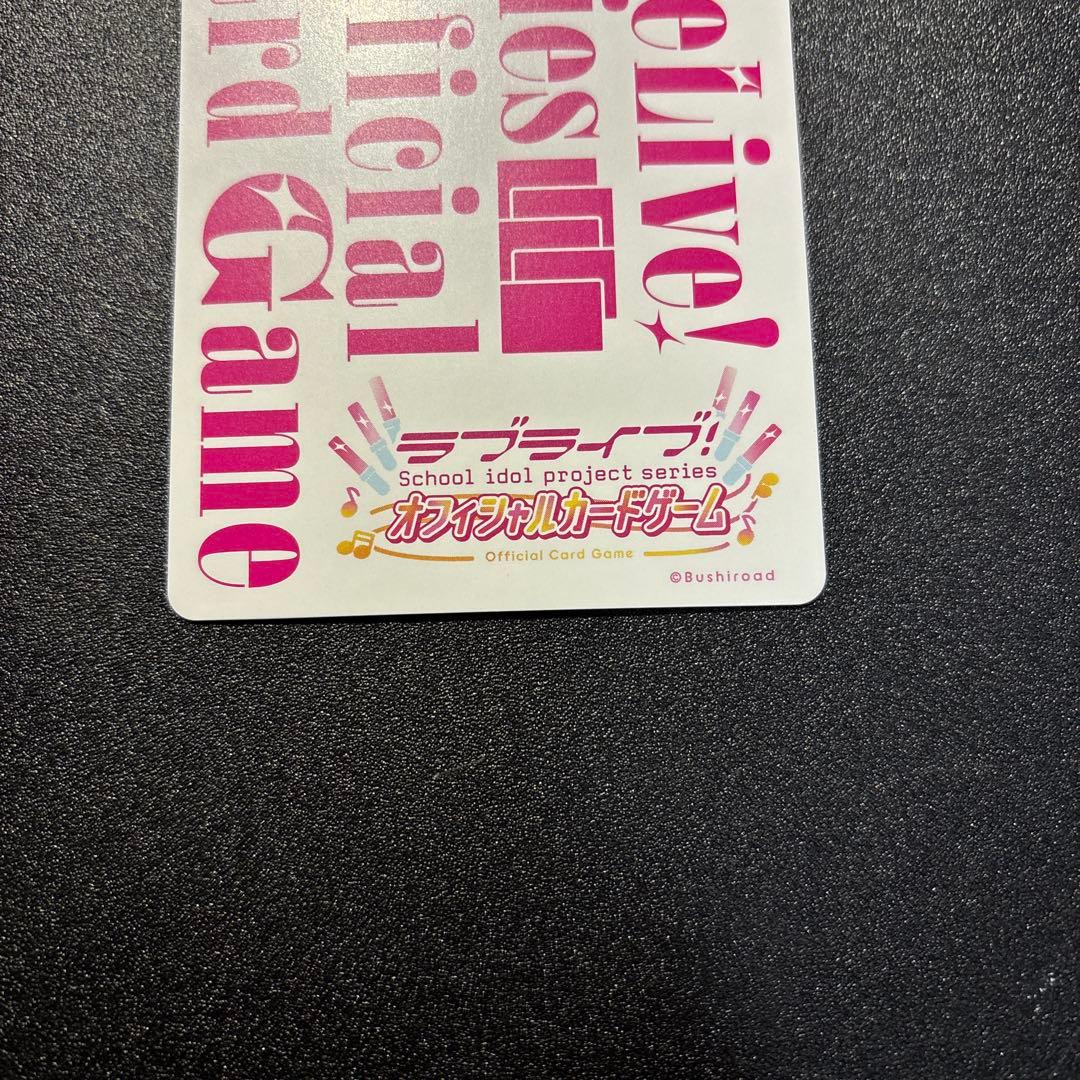 eLive!
ies
ficial
rd Game
ラブライブ!
School idol project series
オフィシャルカードゲーム
Official Card Game
©Bushiroad